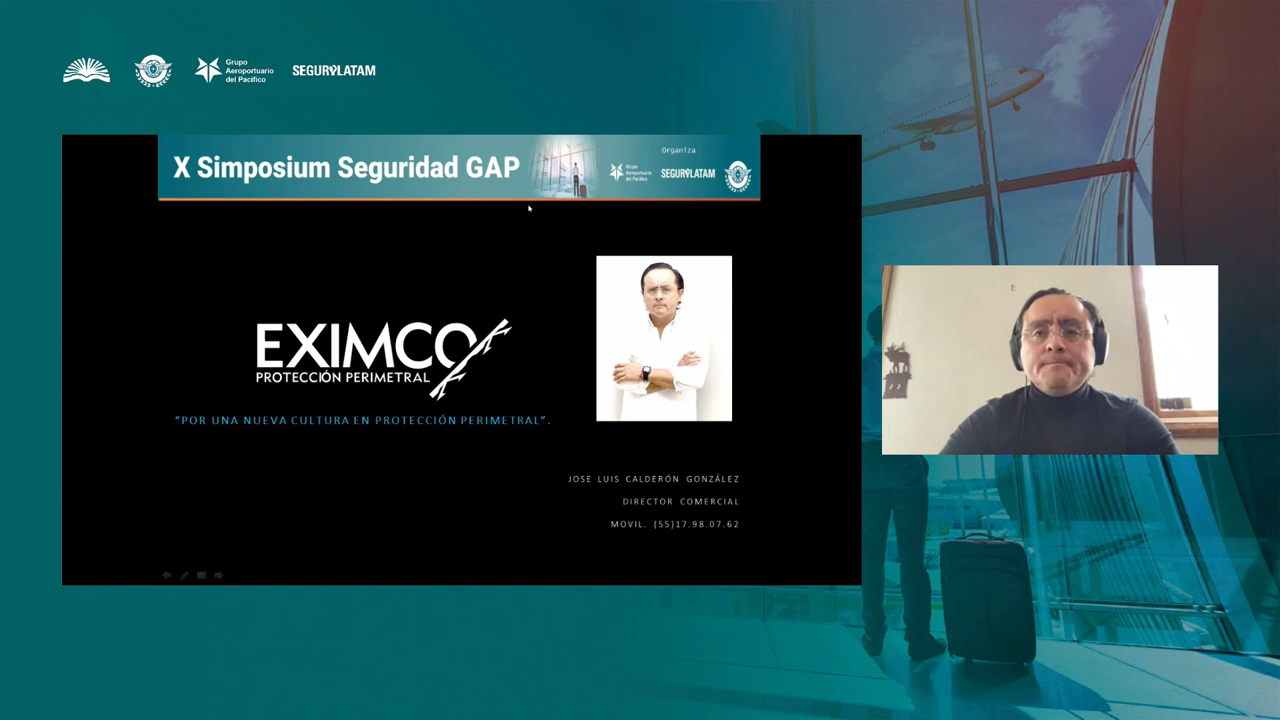 Grupo
Aeroportuario
del Pacífico
SEGURILATAM
X Simposium Seguridad GAP
Organiza
Grupo
Aeroportuario
del Pacífico
SEGURILATAM
EXIMCO
PROTECCIÓN PERIMETRAL
“POR UNA NUEVA CULTURA EN PROTECCIÓN PERIMETRAL”.
JOSE LUIS CALDERÓN GONZÁLEZ
DIRECTOR COMERCIAL
MOVIL. (55)17.98.07.62